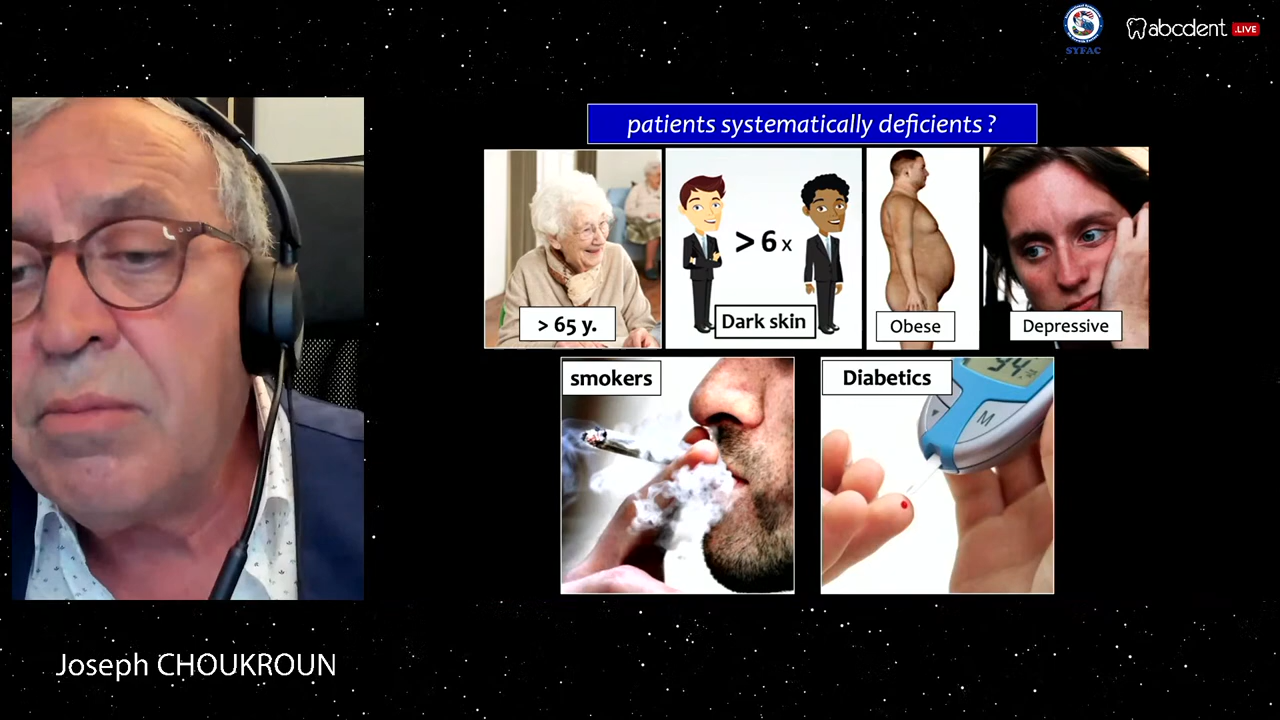 SYFAC
abcdent .LIVE
patients systematically deficients ?
> 65 y.
> 6 x
Dark skin
Obese
Depressive
smokers
Diabetics
M
Joseph CHOUKROUN